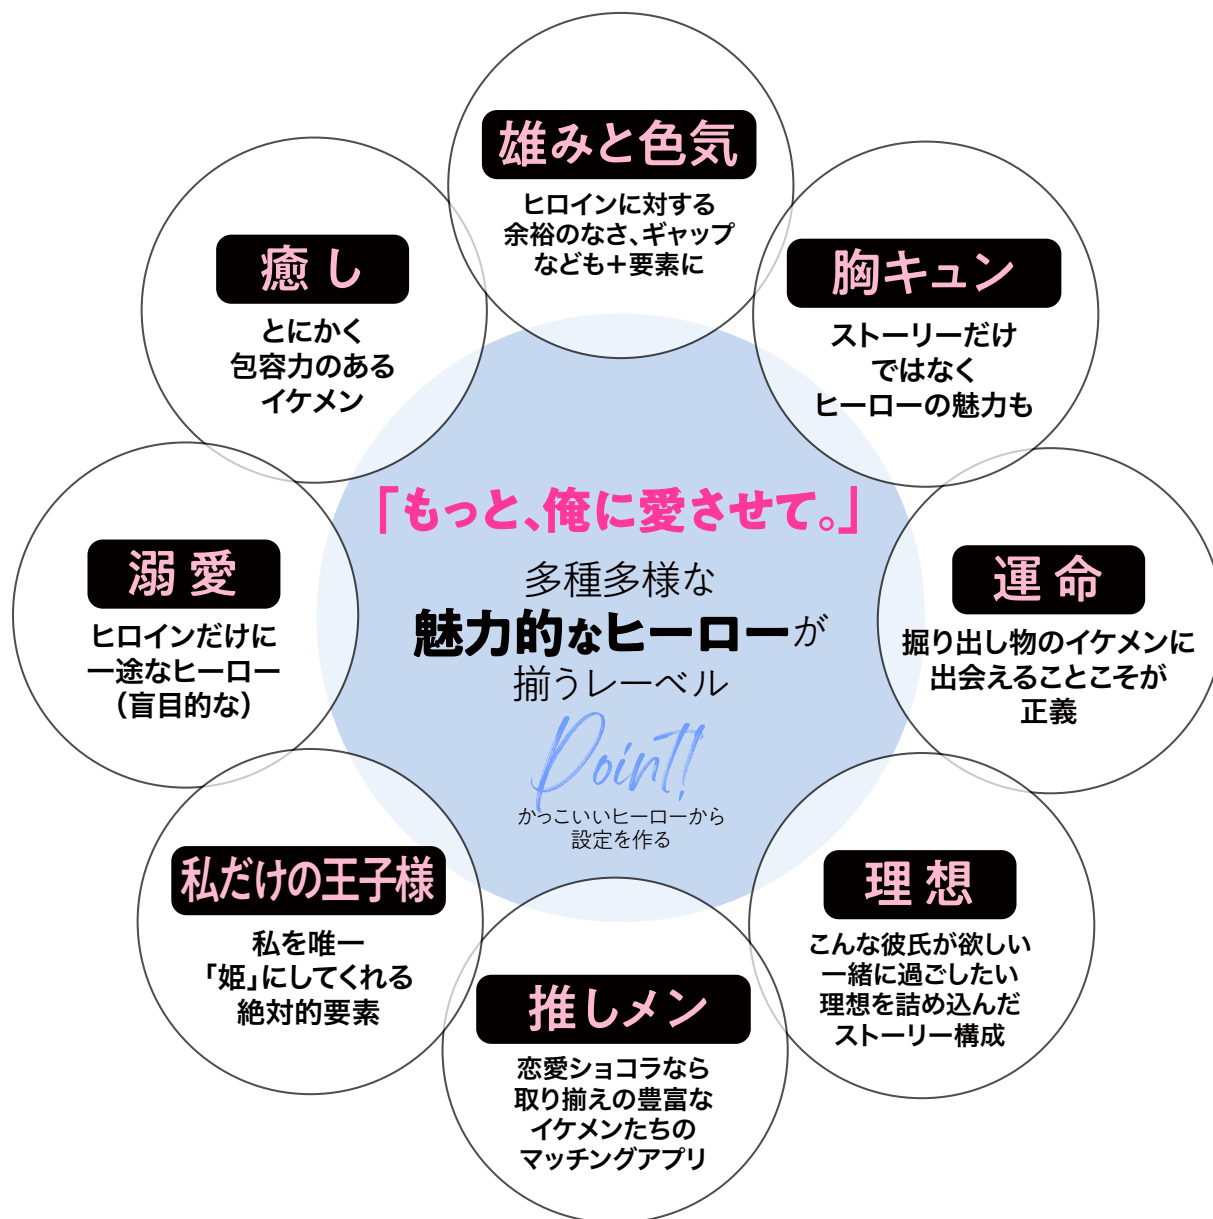 雄みと色気
ヒロインに対する
余裕のなさ、ギャップ
なども＋要素に
胸キュン
ストーリーだけ
ではなく
ヒーローの魅力も
運命
掘り出し物のイケメンに
出会えることこそが
正義
理想
こんな彼氏が欲しい
一緒に過ごしたい
理想を詰め込んだ
ストーリー構成
推しメン
恋愛ショコラなら
取り揃えの豊富な
イケメンたちの
マッチングアプリ
私だけの王子様
私を唯一
「姫」にしてくれる
絶対的要素
溺愛
ヒロインだけに
一途なヒーロー
（盲目的な）
癒し
とにかく
包容力のある
イケメン
「もっと、俺に愛させて。」
多種多様な
魅力的なヒーローが
揃うレーベル
Point!
かっこいいヒーローから
設定を作る